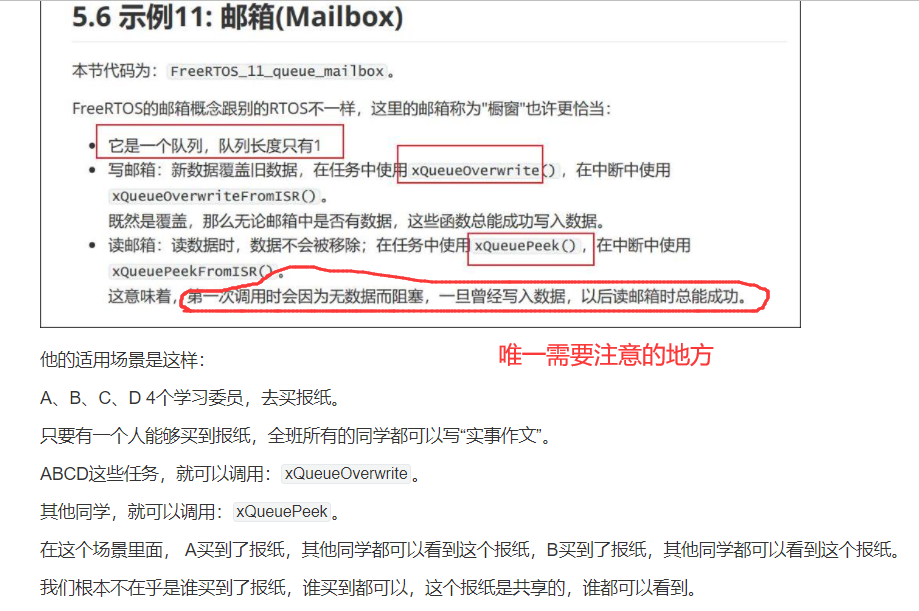 5.6 示例11: 邮箱(Mailbox)
本节代码为： FreeRTOS_11_queue_mailbox 。
FreeRTOS的邮箱概念跟别的RTOS不一样，这里的邮箱称为"橱窗"也许更恰当：
• 它是一个队列，队列长度只有1
• 写邮箱：新数据覆盖旧数据，在任务中使用 xQueueOverwrite() ，在中断中使用
xQueueOverwriteFromISR() 。
既然是覆盖，那么无论邮箱中是否有数据，这些函数总能成功写入数据。
• 读邮箱：读数据时，数据不会被移除；在任务中使用 xQueuePeek() ，在中断中使用
xQueuePeekFromISR() 。
这意味着，第一次调用时会因为无数据而阻塞，一旦曾经写入数据，以后读邮箱时总能成功。
唯一需要注意的地方
他的适用场景是这样：
A、B、C、D 4个学习委员，去买报纸。
只要有一个人能够买到报纸，全班所有的同学都可以写“实事作文”。
ABCD这些任务，就可以调用： xQueueOverwrite 。
其他同学，就可以调用： xQueuePeek 。
在这个场景里面， A买到了报纸，其他同学都可以看到这个报纸，B买到了报纸，其他同学都可以看到这个报纸。
我们根本不在乎是谁买到了报纸，谁买到都可以，这个报纸是共享的，谁都可以看到。